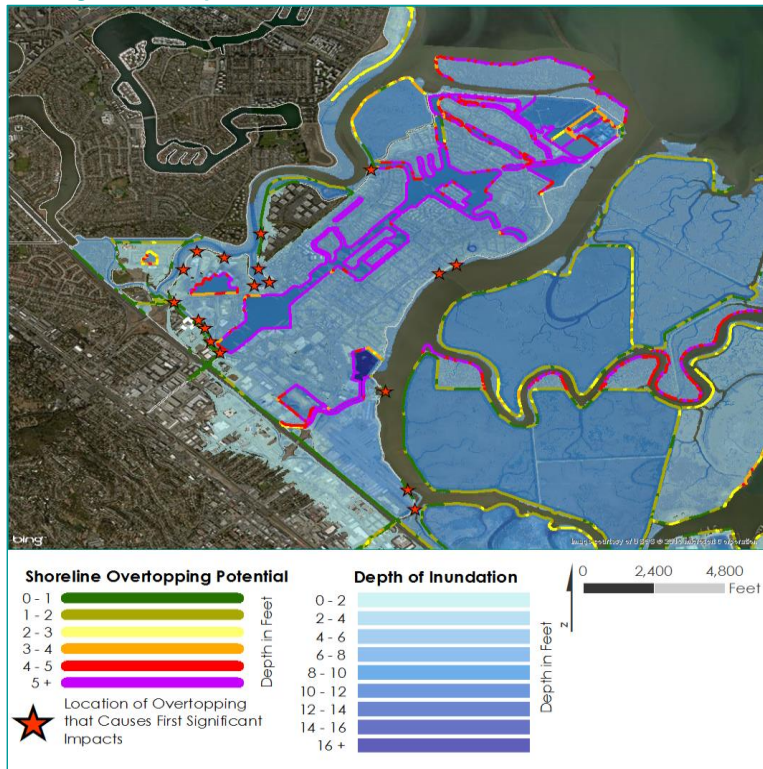 bing
Shoreline Overtopping Potential
0 - 1
1 - 2
2 - 3
3 - 4
4 - 5
5 +
Depth in Feet
Location of Overtopping
that Causes First Significant
Impacts
Depth of Inundation
0 - 2
2 - 4
4 - 6
6 - 8
8 - 10
10 - 12
12 - 14
14 - 16
16 +
Depth in Feet
z
0 2,400 4,800
Feet